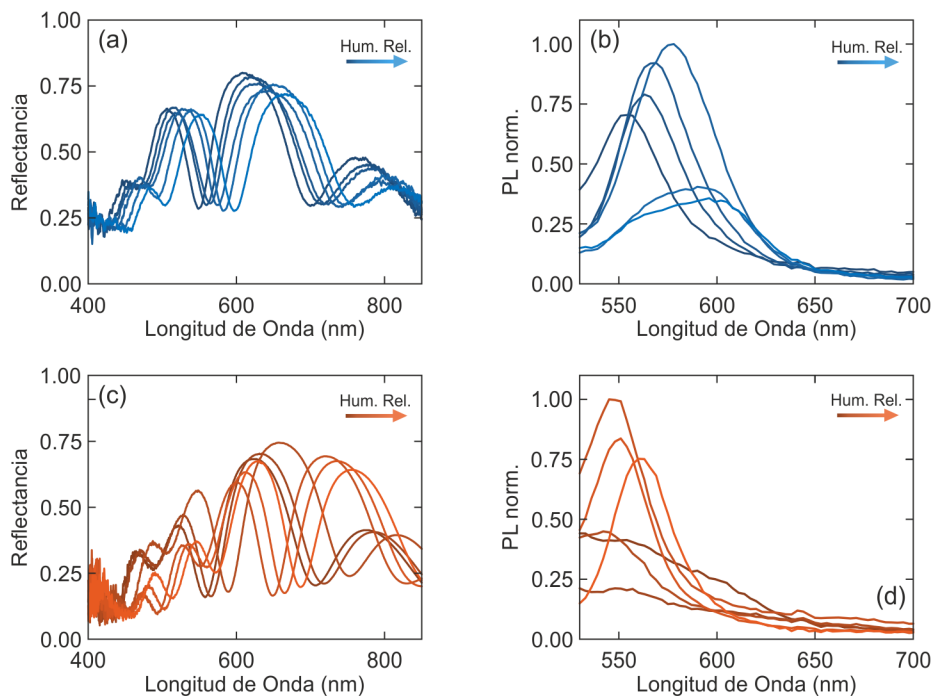 (a)
Hum. Rel.
Reflectancia
1.00
0.75
0.50
0.25
0.00
400
600
800
Longitud de Onda (nm)
(b)
Hum. Rel.
PL norm.
1.00
0.75
0.50
0.25
0
550
600
650
700
Longitud de Onda (nm)
(c)
Hum. Rel.
Reflectancia
1.00
0.75
0.50
0.25
0.00
400
600
800
Longitud de Onda (nm)
Hum. Rel.
(d)
PL norm.
1.00
0.75
0.50
0.25
0
550
600
650
700
Longitud de Onda (nm)